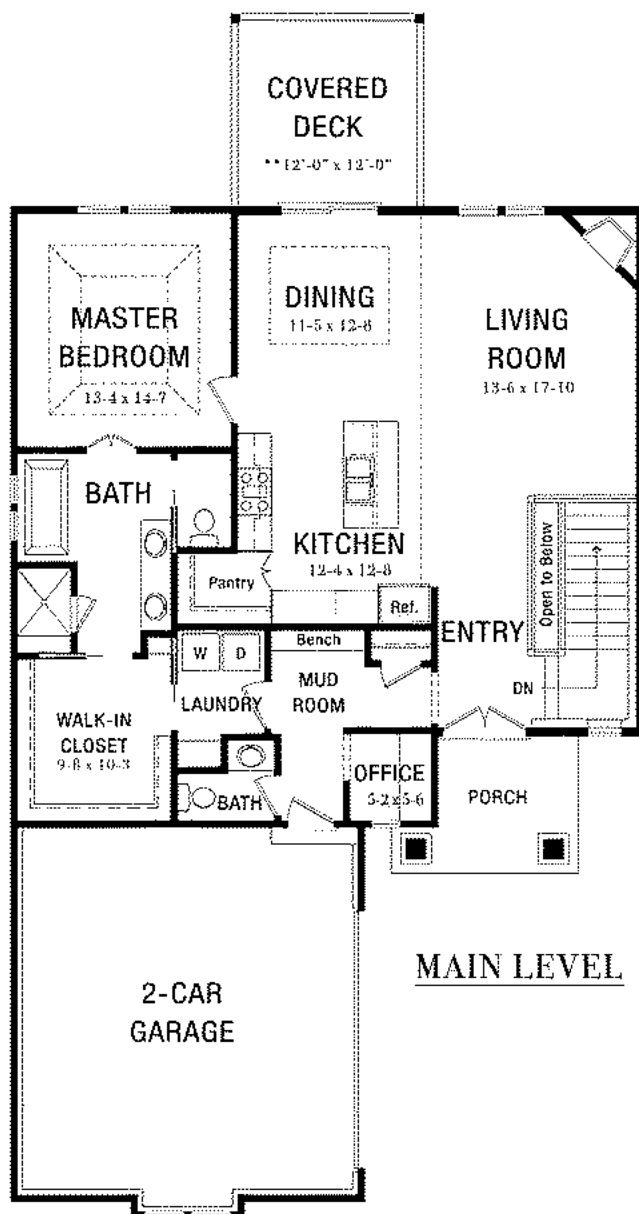 COVERED
DECK
**12'-0" x 12'-0"
DINING
11-5 x 12-8
MASTER
BEDROOM
13-4 x 14-7
LIVING
ROOM
13-6 x 17-10
BATH
KITCHEN
12-4 x 12-8
Pantry
Ref.
Open to Below
ENTRY
DN
W D
Bench
MUD
ROOM
LAUNDRY
WALK-IN
CLOSET
9-8 x 10-3
BATH
OFFICE
5-2 x 5-6
PORCH
MAIN LEVEL
2-CAR
GARAGE